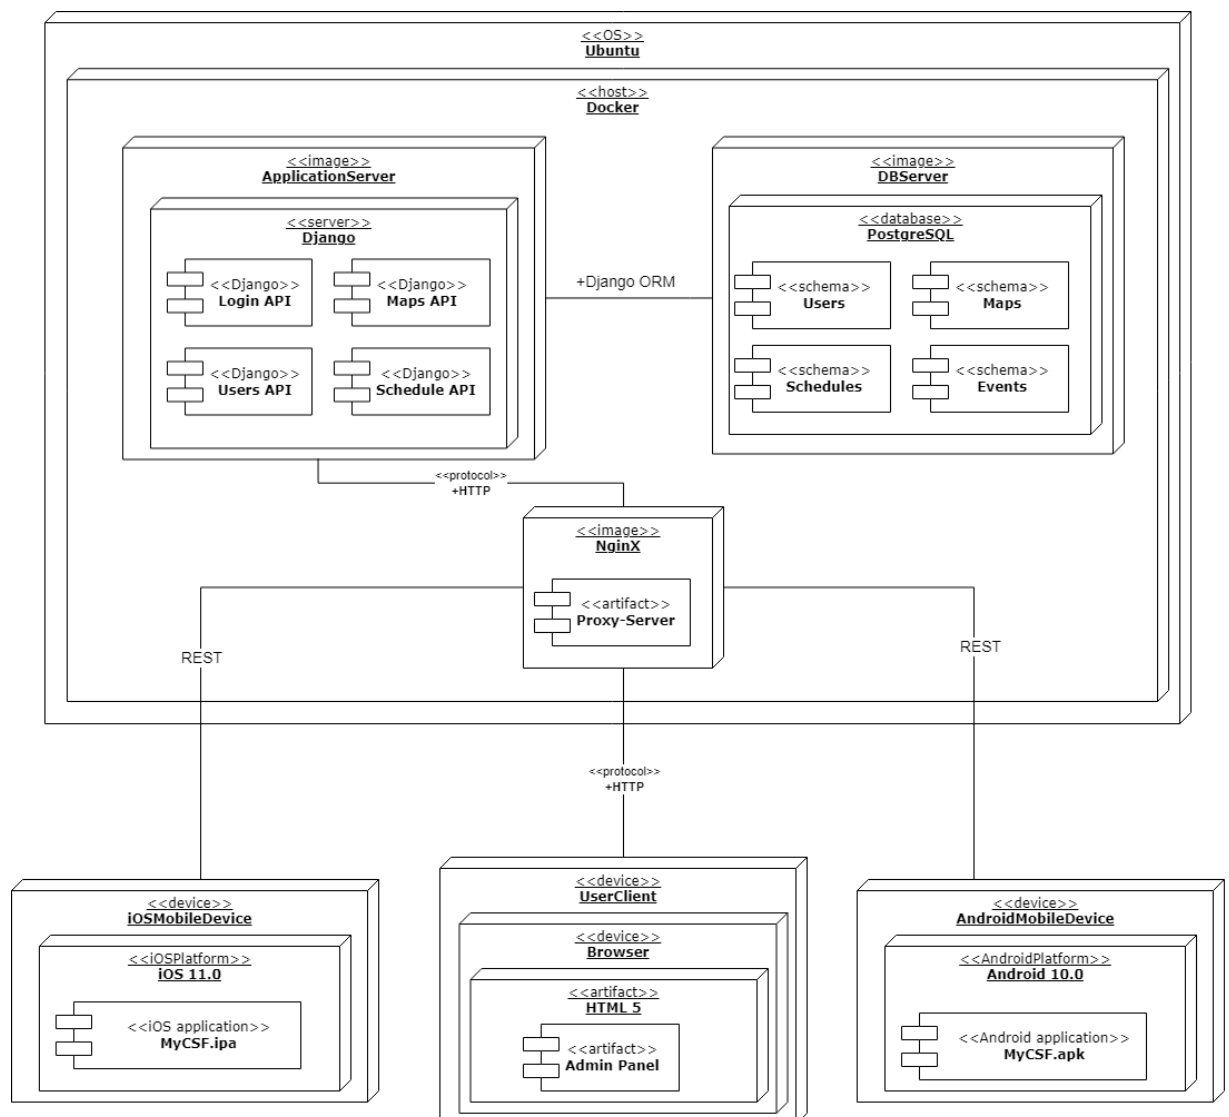 <<OS>>
Ubuntu
<<host>>
Docker
<<image>>
ApplicationServer
<<server>>
Django
<<Django>>
Login API
<<Django>>
Maps API
<<Django>>
Users API
<<Django>>
Schedule API
+Django ORM
<<image>>
DBServer
<<database>>
PostgreSQL
<<schema>>
Users
<<schema>>
Maps
<<schema>>
Schedules
<<schema>>
Events
<<protocol>>
+HTTP
<<image>>
NginX
<<artifact>>
Proxy-Server
REST
REST
<<protocol>>
+HTTP
<<device>>
iOSMobileDevice
<<iOSPlatform>>
iOS 11.0
<<iOS application>>
MyCSF.ipa
<<device>>
UserClient
<<device>>
Browser
<<artifact>>
HTML 5
<<artifact>>
Admin Panel
<<device>>
AndroidMobileDevice
<<AndroidPlatform>>
Android 10.0
<<Android application>>
MyCSF.apk